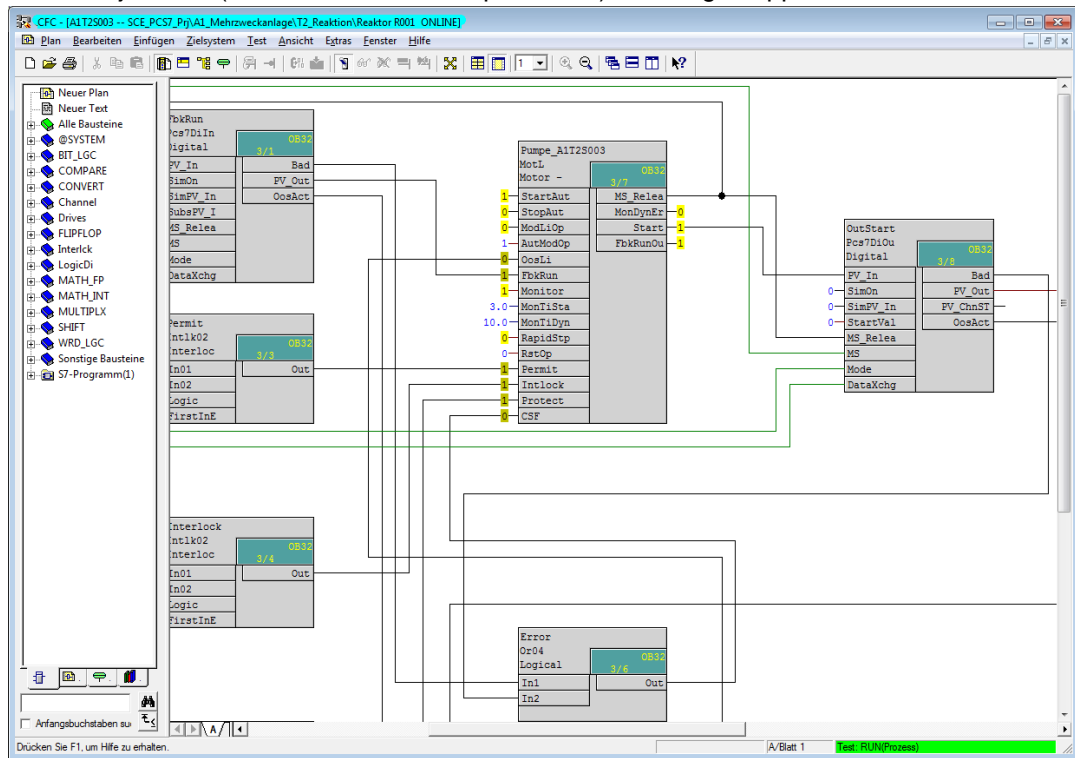 CFC - [A1T2S003 -- SCE_PCS7_Prj\A1_Mehrzweckanlage\T2_Reaktion\Reaktor R001 ONLINE]
Plan Bearbeiten Einfügen Zielsystem Test Ansicht Extras Fenster Hilfe
1
Neuer Plan
Neuer Text
Alle Bausteine
@SYSTEM
BIT_LGC
COMPARE
CONVERT
Channel
Drives
FLIPFLOP
Interlck
LogicDi
MATH_FP
MATH_INT
MULTIPLX
SHIFT
WRD_LGC
Sonstige Bausteine
S7-Programm(1)
Anfangsbuchstaben su
FbkRun
Pcs7DiIn
Digital
OB32
3/1
PV_In Bad
SimOn PV_Out
SimPV_In OosAct
SubsPV_I
MS_Relea
MS
Mode
DataXchg
Permit
Intlk02
Interloc
OB32
3/3
In01 Out
In02
Logic
FirstInE
Interlock
Intlk02
Interloc
OB32
3/4
In01 Out
In02
Logic
FirstInE
Pumpe_A1T2S003
MotL
Motor -
OB32
3/7
1 StartAut MS_Relea
0 StopAut MonDynEr 0
0 ModLiOp Start 1
1 AutModOp FbkRunOu 1
0 OosLi
1 FbkRun
1 Monitor
3.0 MonTiSta
10.0 MonTiDyn
0 RapidStp
0 RstOp
1 Permit
1 Intlock
1 Protect
0 CSF
Error
Or04
Logical
OB32
3/6
In1 Out
In2
OutStart
Pcs7DiOu
Digital
OB32
3/8
PV_In Bad
0 SimOn PV_Out
0 SimPV_In PV_ChnST
0 StartVal OosAct
MS_Relea
MS
Mode
DataXchg
A
Drücken Sie F1, um Hilfe zu erhalten.
A/Blatt 1
Test: RUN(Prozess)